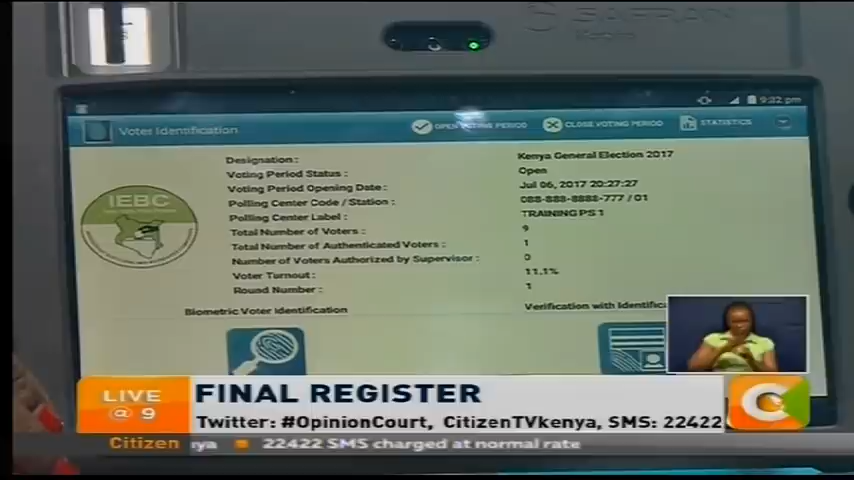 SAFRAN
9:32 pm
Voter Identification
OPEN VOTING PERIOD
CLOSE VOTING PERIOD
STATISTICS
Designation : Kenya General Election 2017
Voting Period Status : Open
Voting Period Opening Date : Jul 06, 2017 20:27:27
Polling Center Code / Station : 088-888-8888-777 / 01
Polling Center Label : TRAINING PS 1
Total Number of Voters : 9
Total Number of Authenticated Voters : 1
Number of Voters Authorized by Supervisor : 0
Voter Turnout : 11.1%
Round Number : 1
IEBC
Biometric Voter Identification
Verification with Identific
LIVE
@ 9
FINAL REGISTER
Twitter: #OpinionCourt, CitizenTVkenya, SMS: 22422
C
Citizen
ya 22422 SMS charged at normal rate